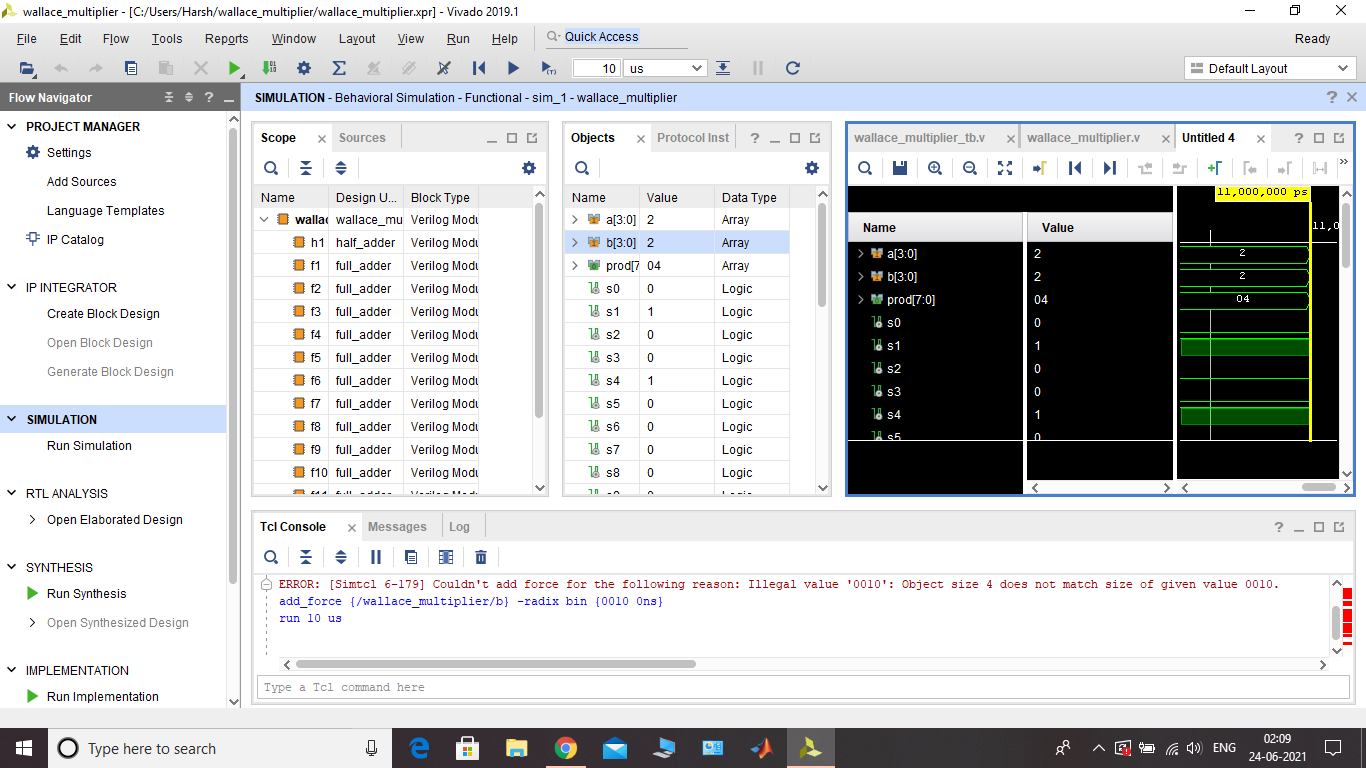 wallace_multiplier - [C:/Users/Harsh/wallace_multiplier/wallace_multiplier.xpr] - Vivado 2019.1
File Edit Flow Tools Reports Window Layout View Run Help Quick Access Ready
10 us Default Layout
Flow Navigator
SIMULATION - Behavioral Simulation - Functional - sim_1 - wallace_multiplier
PROJECT MANAGER
Settings
Add Sources
Language Templates
IP Catalog
IP INTEGRATOR
Create Block Design
Open Block Design
Generate Block Design
SIMULATION
Run Simulation
RTL ANALYSIS
Open Elaborated Design
SYNTHESIS
Run Synthesis
Open Synthesized Design
IMPLEMENTATION
Run Implementation
Scope Sources
Name Design U... Block Type
wallac wallace_mu Verilog Modu
h1 half_adder Verilog Modu
f1 full_adder Verilog Modu
f2 full_adder Verilog Modu
f3 full_adder Verilog Modu
f4 full_adder Verilog Modu
f5 full_adder Verilog Modu
f6 full_adder Verilog Modu
f7 full_adder Verilog Modu
f8 full_adder Verilog Modu
f9 full_adder Verilog Modu
f10 full_adder Verilog Modu
f11 full_adder Verilog Modu
Objects Protocol Inst
Name Value Data Type
a[3:0] 2 Array
b[3:0] 2 Array
prod[7 04 Array
s0 0 Logic
s1 1 Logic
s2 0 Logic
s3 0 Logic
s4 1 Logic
s5 0 Logic
s6 0 Logic
s7 0 Logic
s8 0 Logic
s9 0 Logic
wallace_multiplier_tb.v wallace_multiplier.v Untitled 4
11,000,000 ps
11,0
Name Value
a[3:0] 2 2
b[3:0] 2 2
prod[7:0] 04 04
s0 0
s1 1
s2 0
s3 0
s4 1
s5 0
Tcl Console Messages Log
ERROR: [Simtcl 6-179] Couldn't add force for the following reason: Illegal value '0010': Object size 4 does not match size of given value 0010.
add_force {/wallace_multiplier/b} -radix bin {0010 0ns}
run 10 us
Type a Tcl command here
Type here to search
ENG 02:09
24-06-2021